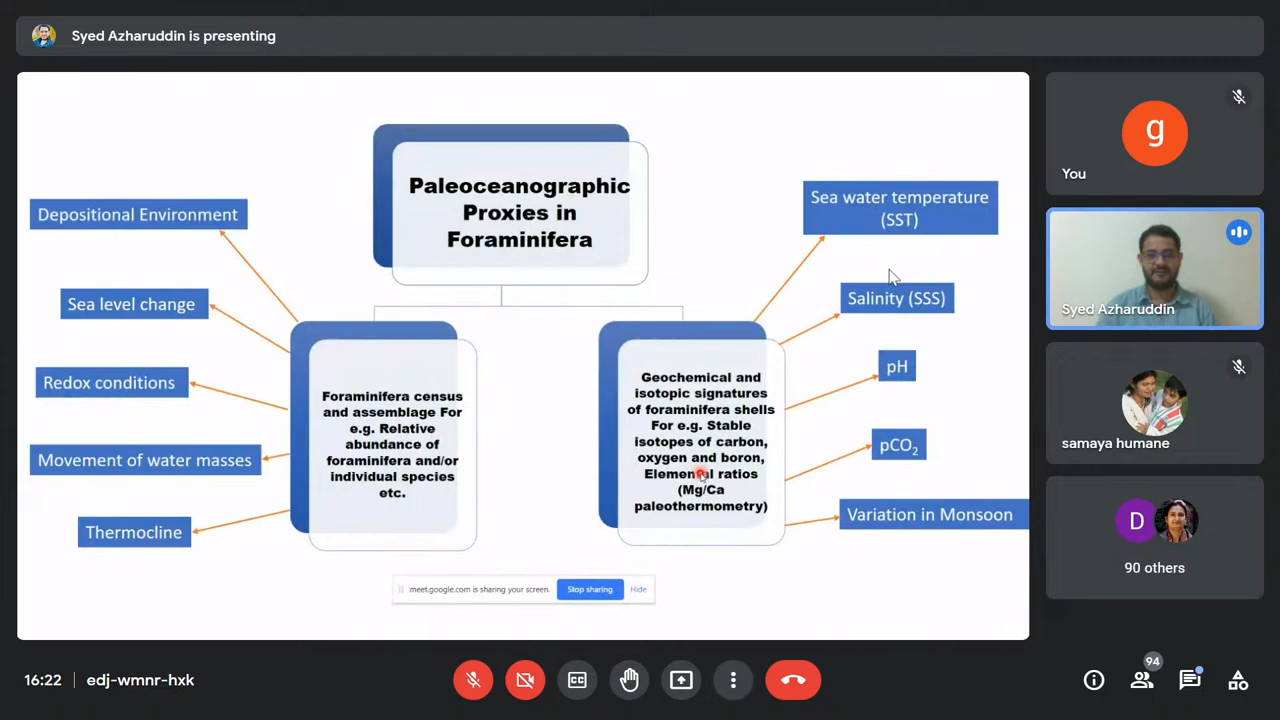 Syed Azharuddin is presenting
Paleoceanographic
Proxies in
Foraminifera
Depositional Environment
Sea level change
Redox conditions
Movement of water masses
Thermocline
Foraminifera census
and assemblage For
e.g. Relative
abundance of
foraminifera and/or
individual species
etc.
Geochemical and
isotopic signatures
of foraminifera shells
For e.g. Stable
isotopes of carbon,
oxygen and boron,
Elemental ratios
(Mg/Ca
paleothermometry)
Sea water temperature
(SST)
Salinity (SSS)
pH
pCO₂
Variation in Monsoon
meet.google.com is sharing your screen.
Stop sharing
Hide
g
You
Syed Azharuddin
samaya humane
D
90 others
16:22
edj-wmnr-hxk
94